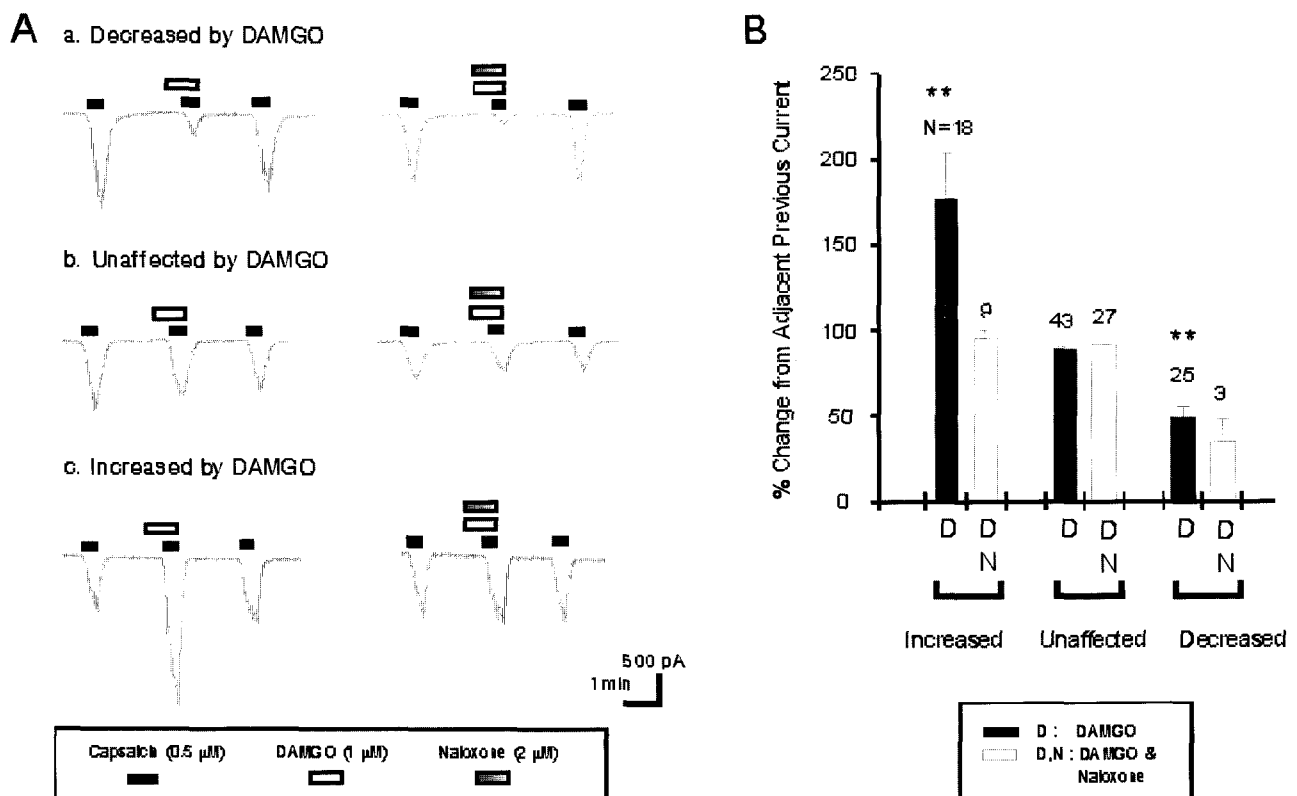 A
a. Decreased by DAMGO
b. Unaffected by DAMGO
c. Increased by DAMGO
500 pA
1 min
Capsaicin (0.5 μM) DAMGO (1 μM) Naloxone (2 μM)
B
% Change from Adjacent Previous Current
250
200
150
100
50
0
**
N=18
9
43
27
**
25
3
D D D D D D
N N N
Increased Unaffected Decreased
D : DAMGO
D,N : DAMGO &
Naloxone